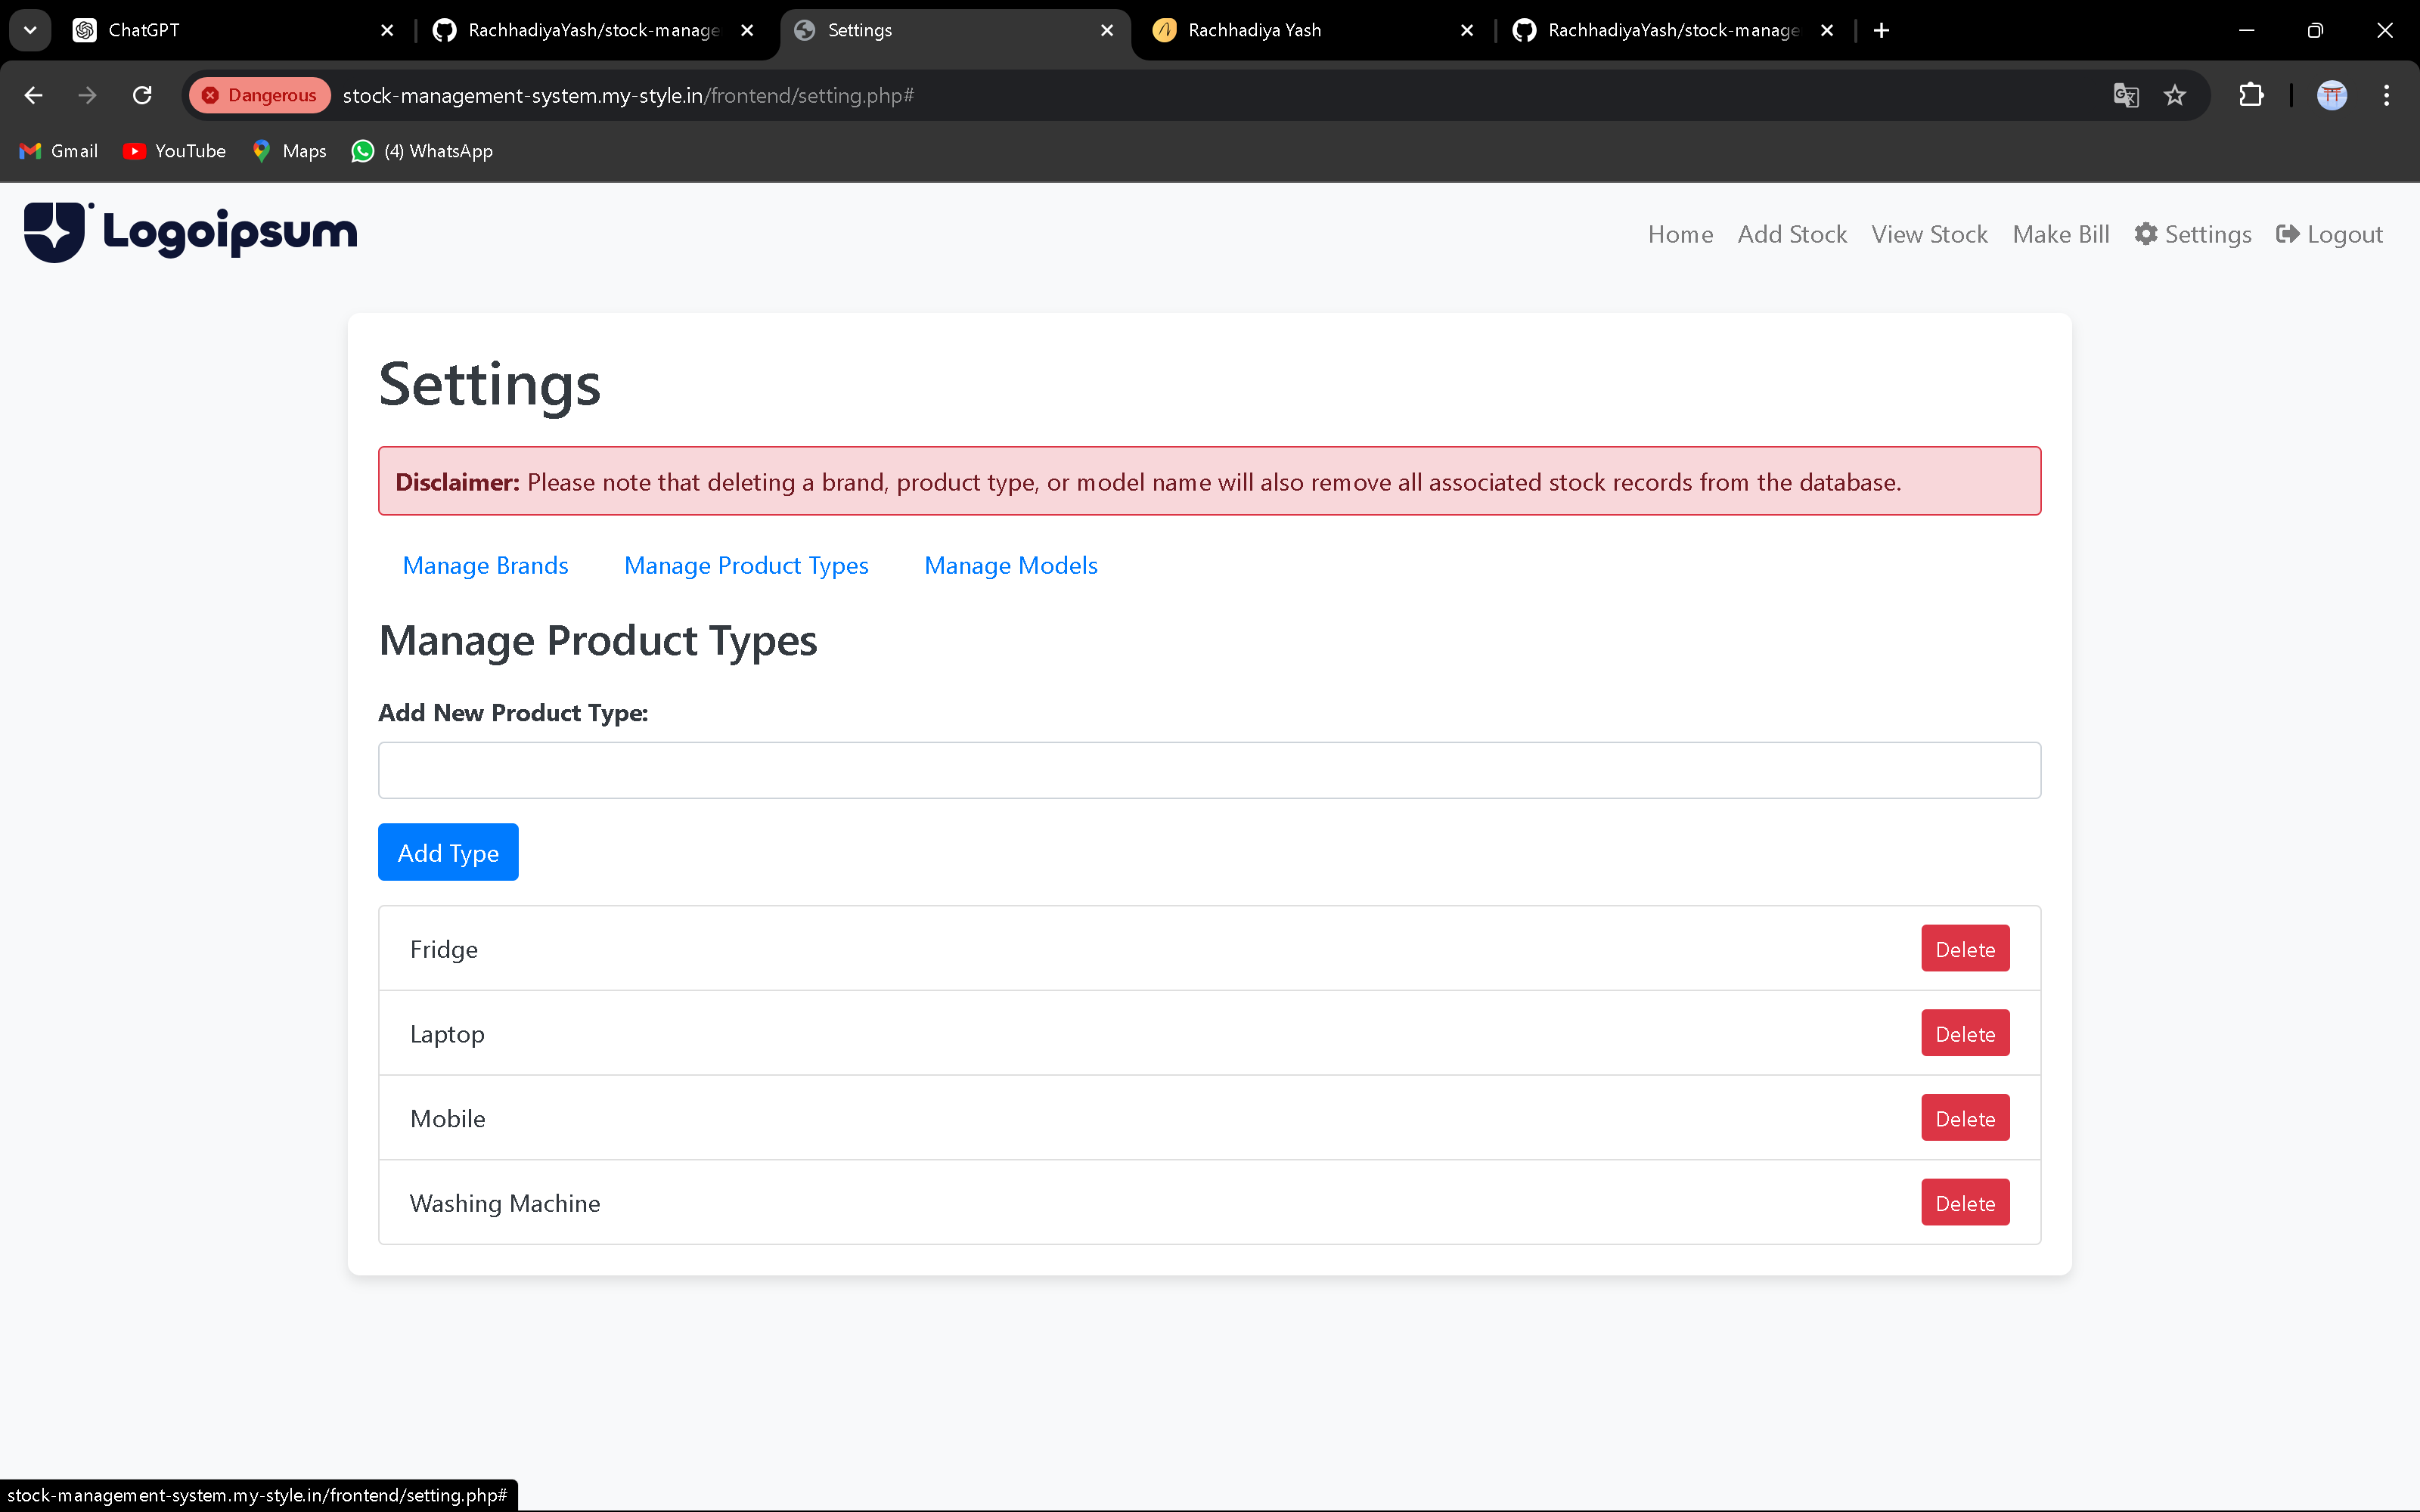 ChatGPT
RachhadiyaYash/stock-manage
Settings
Rachhadiya Yash
RachhadiyaYash/stock-manage
Dangerous
stock-management-system.my-style.in/frontend/setting.php#
Gmail
YouTube
Maps
(4) WhatsApp
Logoipsum
Home
Add Stock
View Stock
Make Bill
Settings
Logout
Settings
Disclaimer: Please note that deleting a brand, product type, or model name will also remove all associated stock records from the database.
Manage Brands
Manage Product Types
Manage Models
Manage Product Types
Add New Product Type:
Add Type
Fridge
Delete
Laptop
Delete
Mobile
Delete
Washing Machine
Delete
stock-management-system.my-style.in/frontend/setting.php#